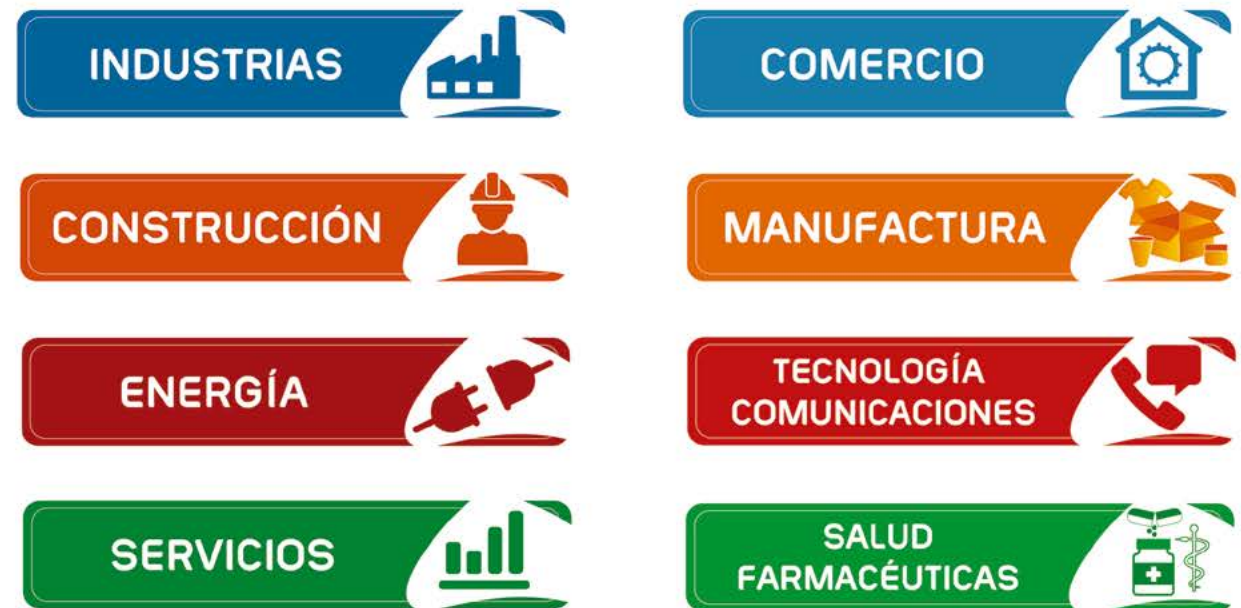 INDUSTRIAS
COMERCIO
CONSTRUCCIÓN
MANUFACTURA
ENERGÍA
TECNOLOGÍA
COMUNICACIONES
SERVICIOS
SALUD
FARMACÉUTICAS